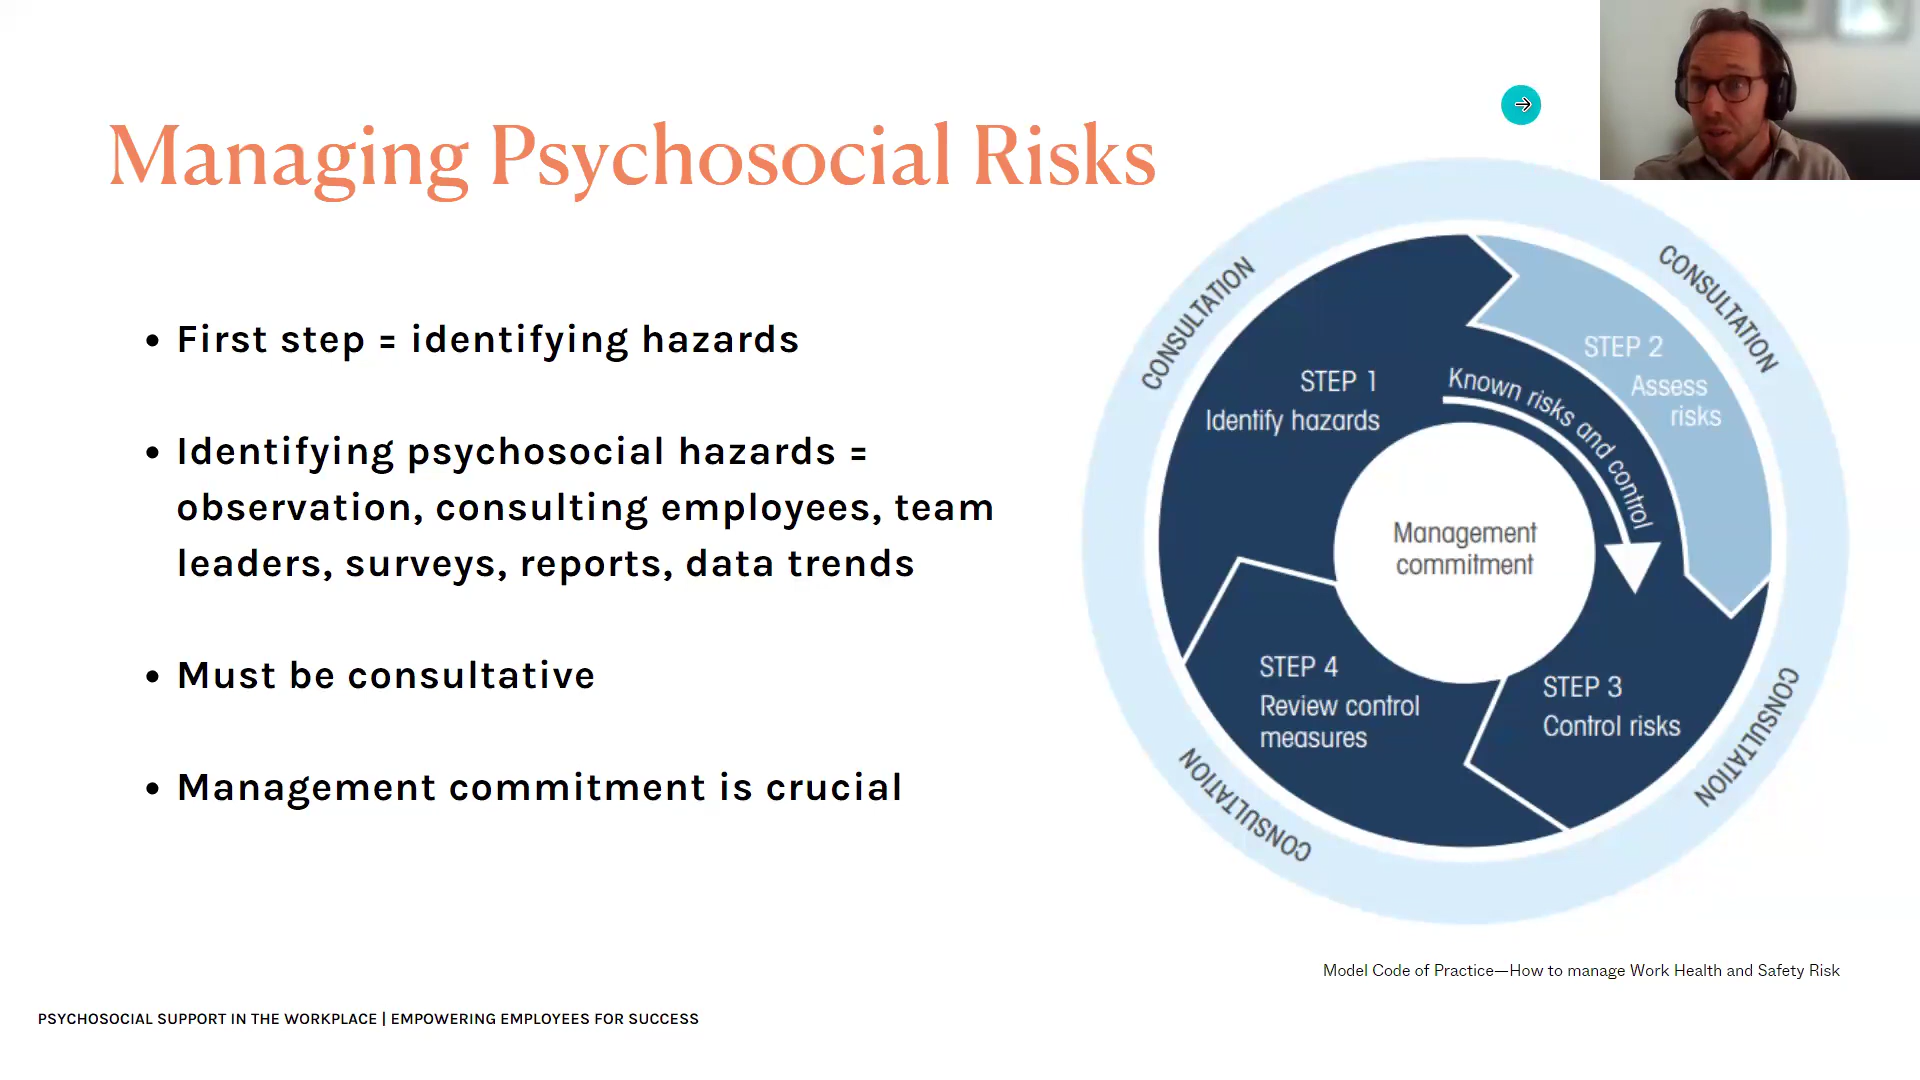 Managing Psychosocial Risks
• First step = identifying hazards
• Identifying psychosocial hazards =
observation, consulting employees, team
leaders, surveys, reports, data trends
• Must be consultative
• Management commitment is crucial
CONSULTATION
CONSULTATION
CONSULTATION
CONSULTATION
STEP 1
Identify hazards
STEP 2
Assess
risks
Known risks and control
Management
commitment
STEP 3
Control risks
STEP 4
Review control
measures
Model Code of Practice—How to manage Work Health and Safety Risk
PSYCHOSOCIAL SUPPORT IN THE WORKPLACE | EMPOWERING EMPLOYEES FOR SUCCESS